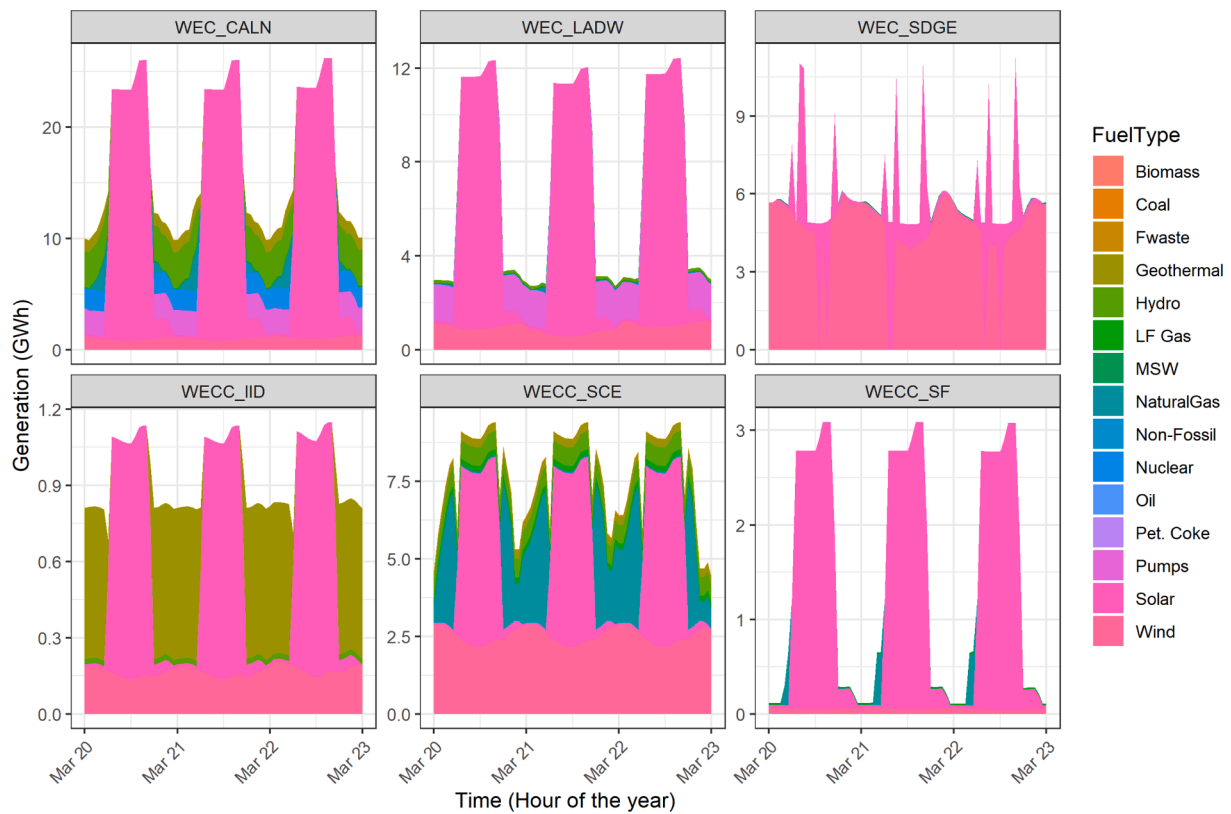 WEC_CALN
WEC_LADW
WEC_SDGE
20
10
0
12
8
4
0
9
6
3
0
WECC_IID
WECC_SCE
WECC_SF
1.2
0.9
0.6
0.3
0.0
7.5
5.0
2.5
0.0
3
2
1
0
Mar 20
Mar 21
Mar 22
Mar 23
Mar 20
Mar 21
Mar 22
Mar 23
Mar 20
Mar 21
Mar 22
Mar 23
Generation (GWh)
Time (Hour of the year)
FuelType
Biomass
Coal
Fwaste
Geothermal
Hydro
LF Gas
MSW
NaturalGas
Non-Fossil
Nuclear
Oil
Pet. Coke
Pumps
Solar
Wind